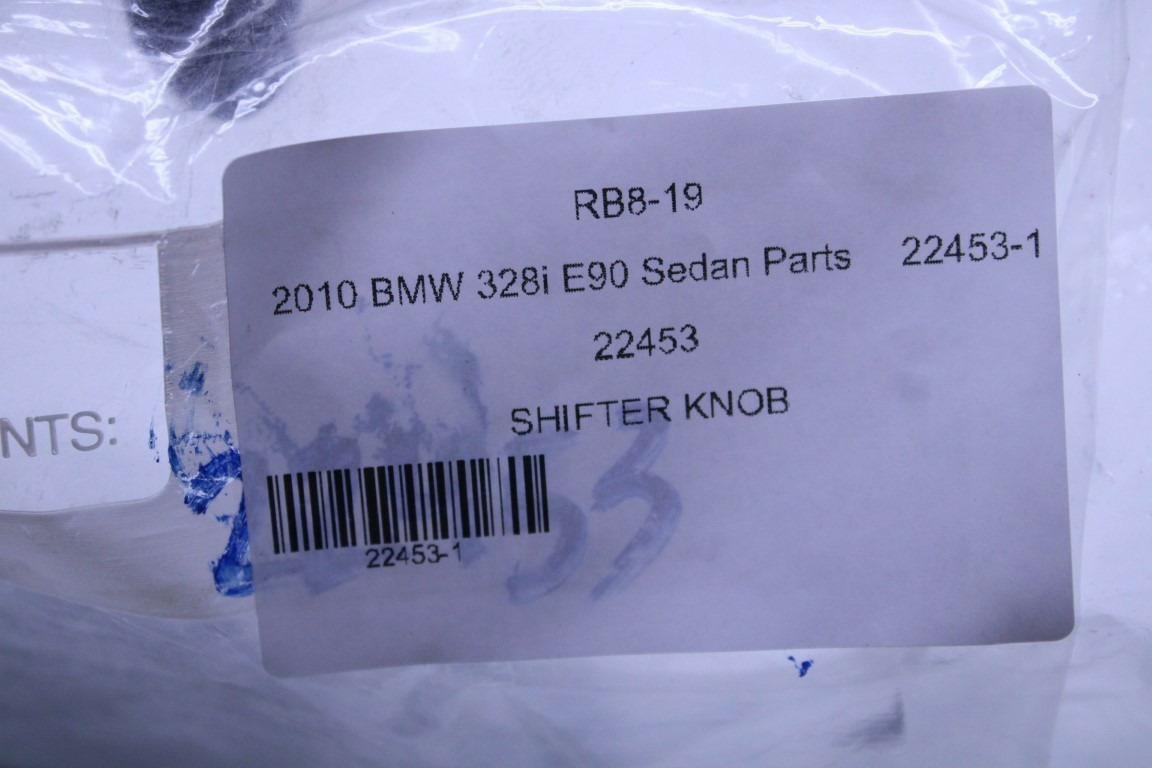 RB8-19
2010 BMW 328i E90 Sedan Parts 22453-1
22453
SHIFTER KNOB
NTS:
22453-1